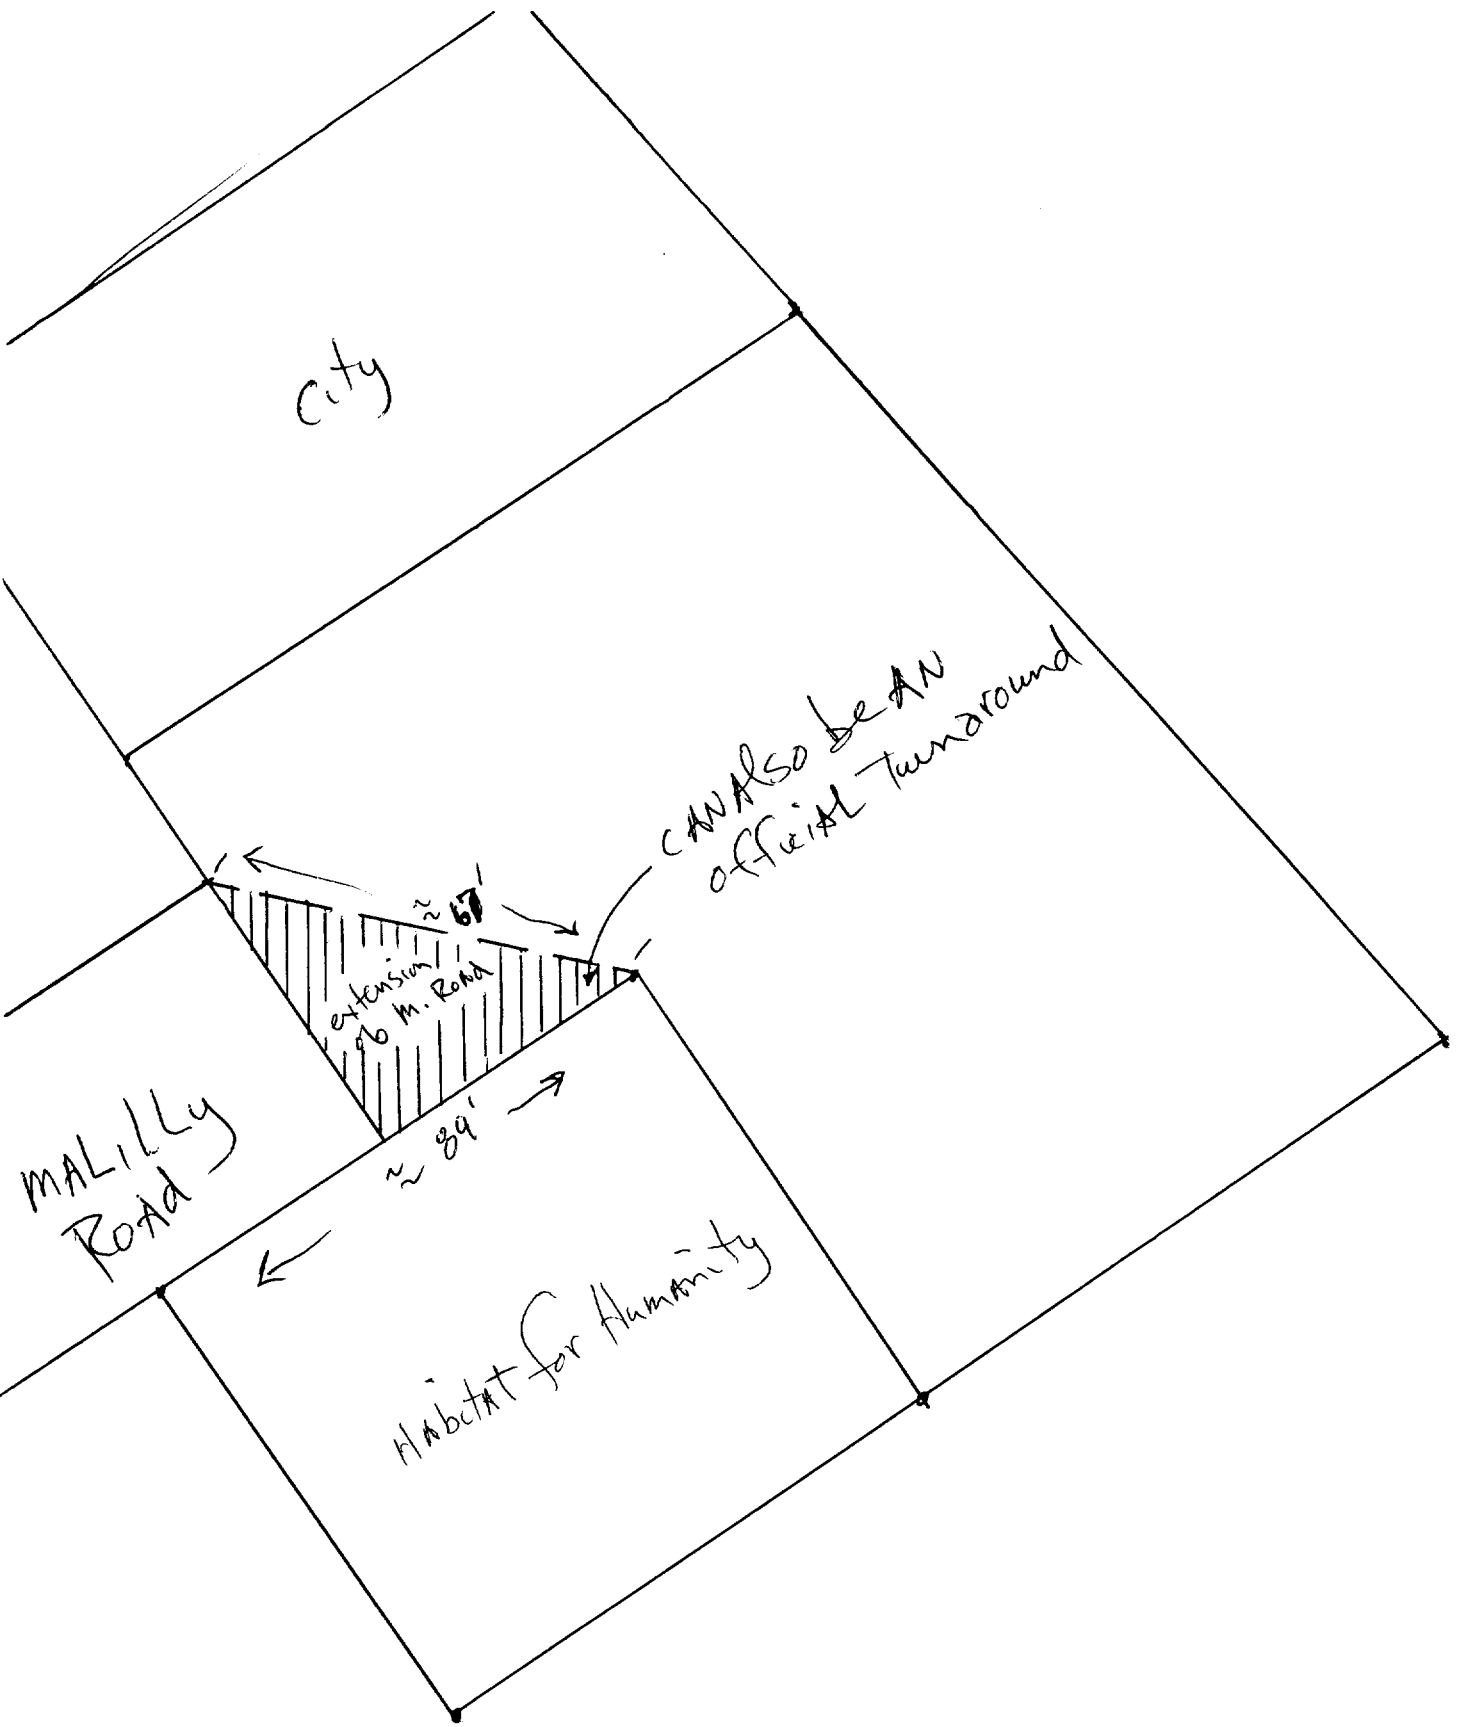 City
CAN Also be AN
official Turnaround
≈ 67'
extension
of M. Road
≈ 89'
MALILLY
ROAD
Habitat for Humanity